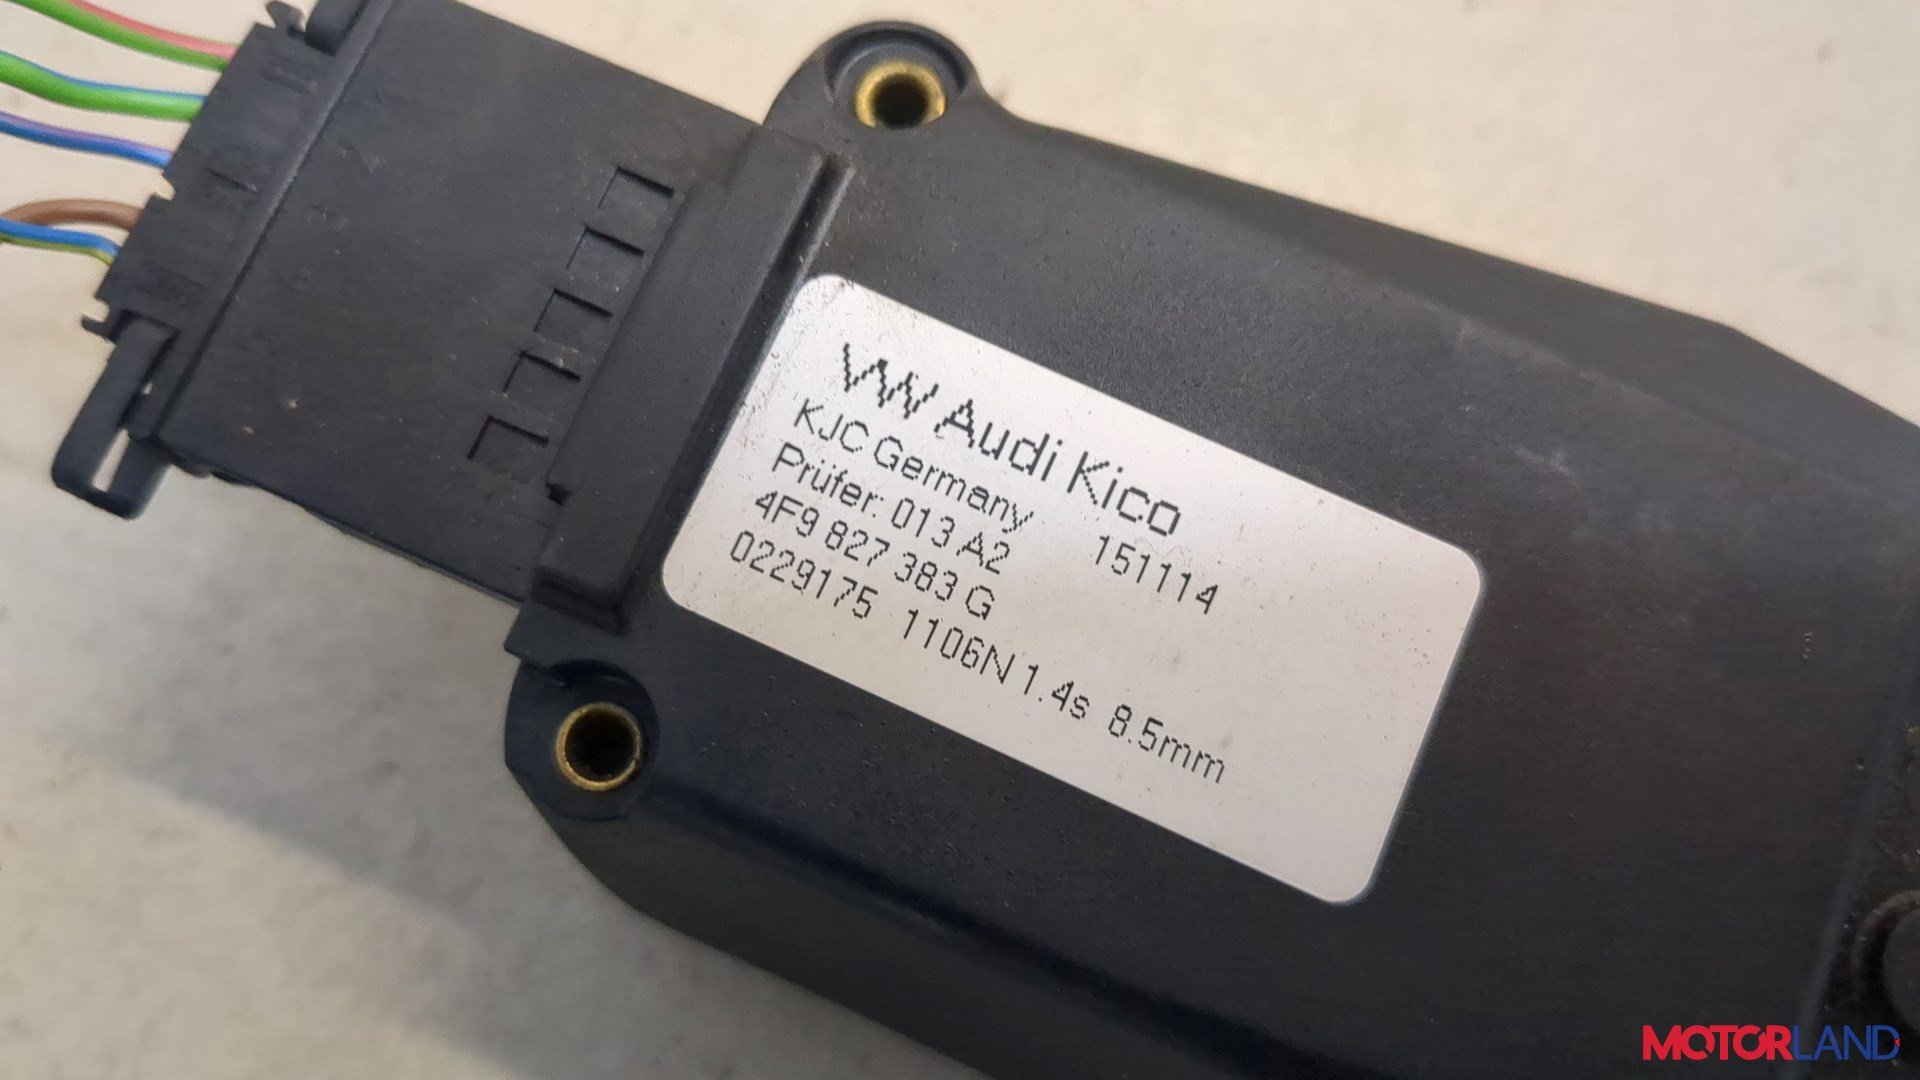 VW Audi Kico
KJC Germany 151114
Prüfer: 013 A2
4F9 827 383 G
0229175 1106N 1.4s 8.5mm
MOTORLAND